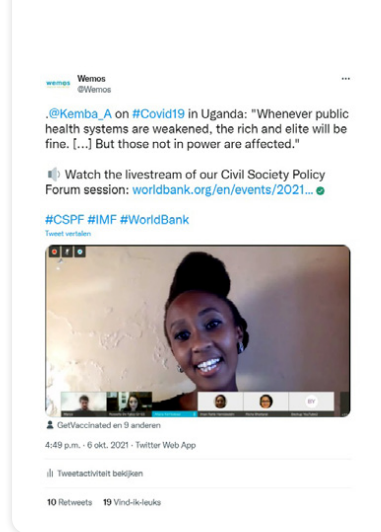 wemos
Wemos
@Wemos
.@Kemba_A on #Covid19 in Uganda: "Whenever public
health systems are weakened, the rich and elite will be
fine. [...] But those not in power are affected."
Watch the livestream of our Civil Society Policy
Forum session: worldbank.org/en/events/2021...
#CSPF #IMF #WorldBank
Tweet vertalen
BY
GetVaccinated en 9 anderen
4:49 p.m. · 6 okt. 2021 · Twitter Web App
Tweetactiviteit bekijken
10 Retweets 19 Vind-ik-leuks